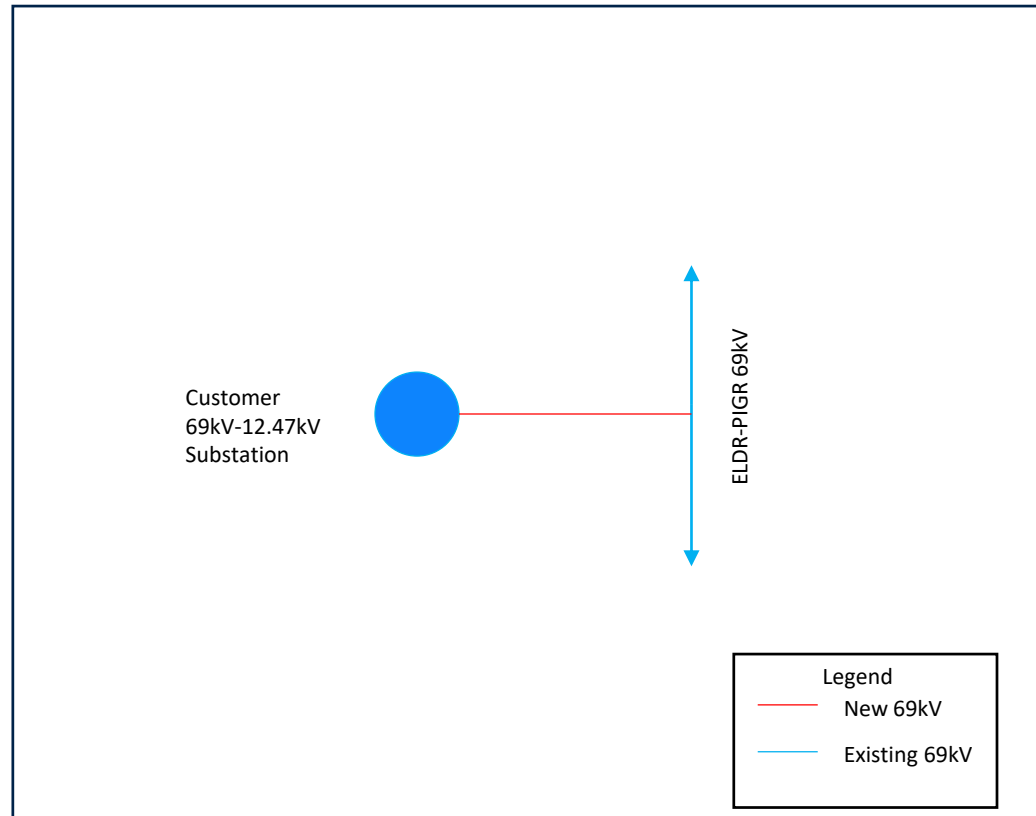 Customer
69kV-12.47kV
Substation
ELDR-PIGR 69kV
Legend
New 69kV
Existing 69kV